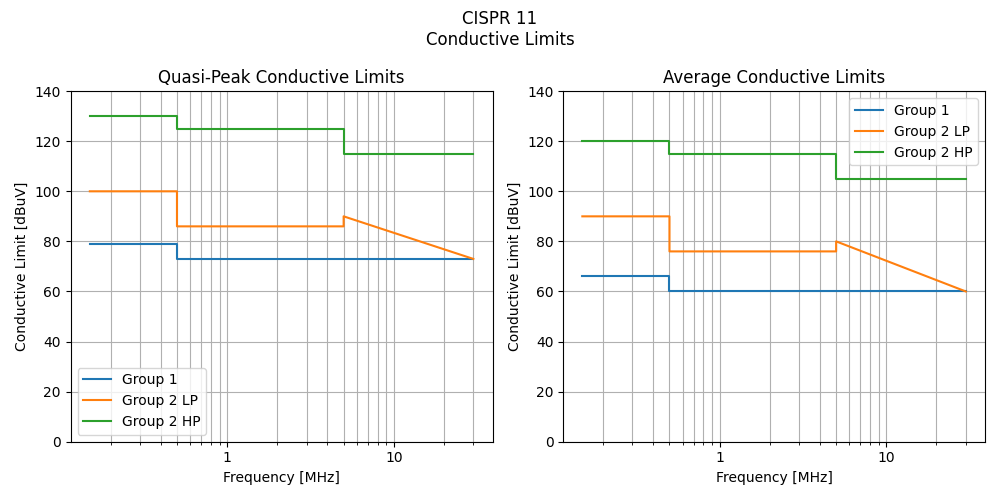 CISPR 11
Conductive Limits
Quasi-Peak Conductive Limits
140
120
100
80
60
40
20
0
Conductive Limit [dBuV]
Group 1
Group 2 LP
Group 2 HP
1
10
Frequency [MHz]
Average Conductive Limits
140
120
100
80
60
40
20
0
Conductive Limit [dBuV]
Group 1
Group 2 LP
Group 2 HP
1
10
Frequency [MHz]